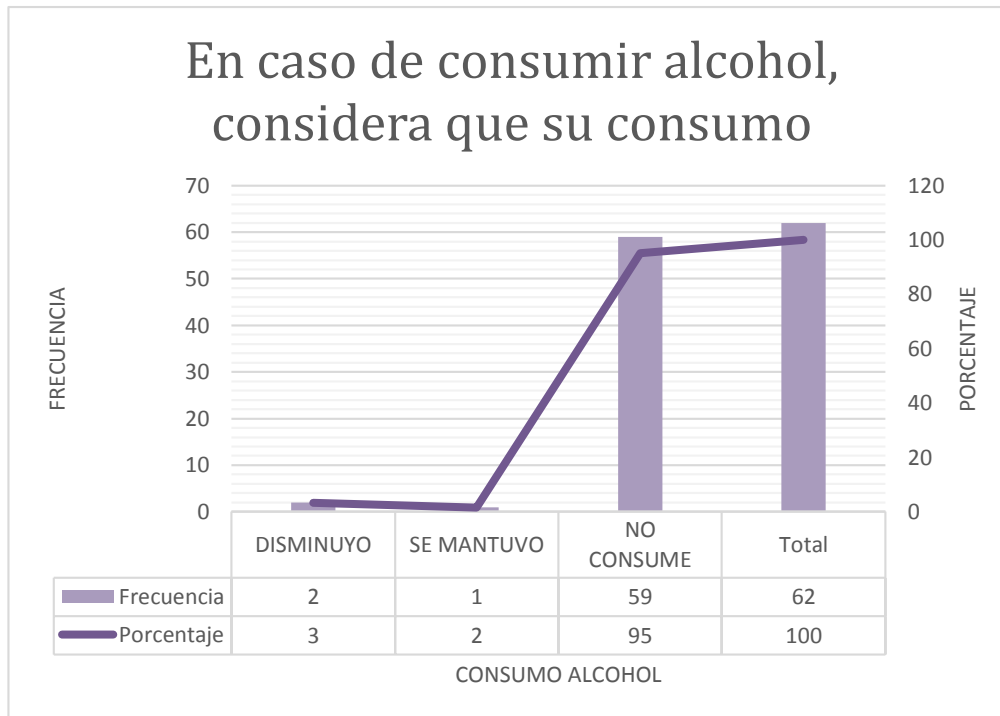 En caso de consumir alcohol,
considera que su consumo
70
60
50
40
30
20
10
0
120
100
80
60
40
20
0
FRECUENCIA
PORCENTAJE
DISMINUYO SE MANTUVO NO CONSUME Total
Frecuencia 2 1 59 62
Porcentaje 3 2 95 100
CONSUMO ALCOHOL